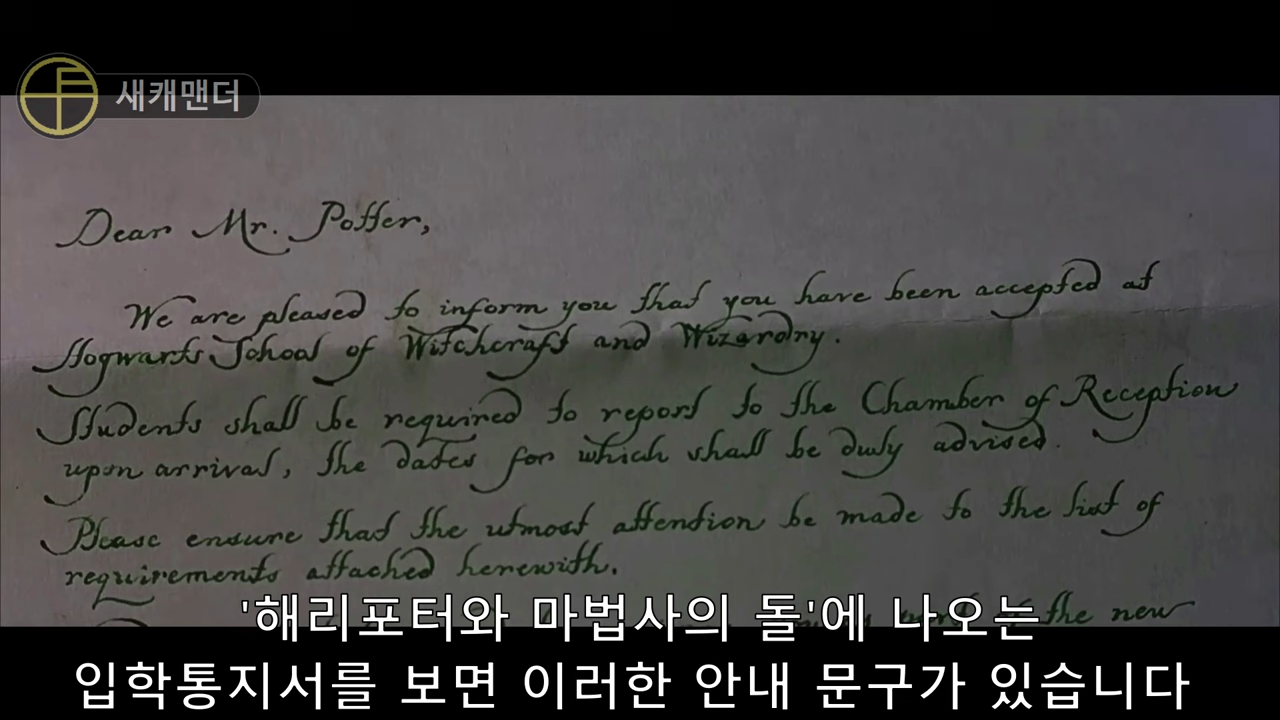 새캐맨더
Dear Mr. Potter,
We are pleased to inform you that you have been accepted at
Hogwarts School of Witchcraft and Wizardry.
Students shall be required to report to the Chamber of Reception
upon arrival, the dates for which shall be duly advised.
Please ensure that the utmost attention be made to the list of
requirements attached herewith.
the new
'해리포터와 마법사의 돌'에 나오는
입학통지서를 보면 이러한 안내 문구가 있습니다